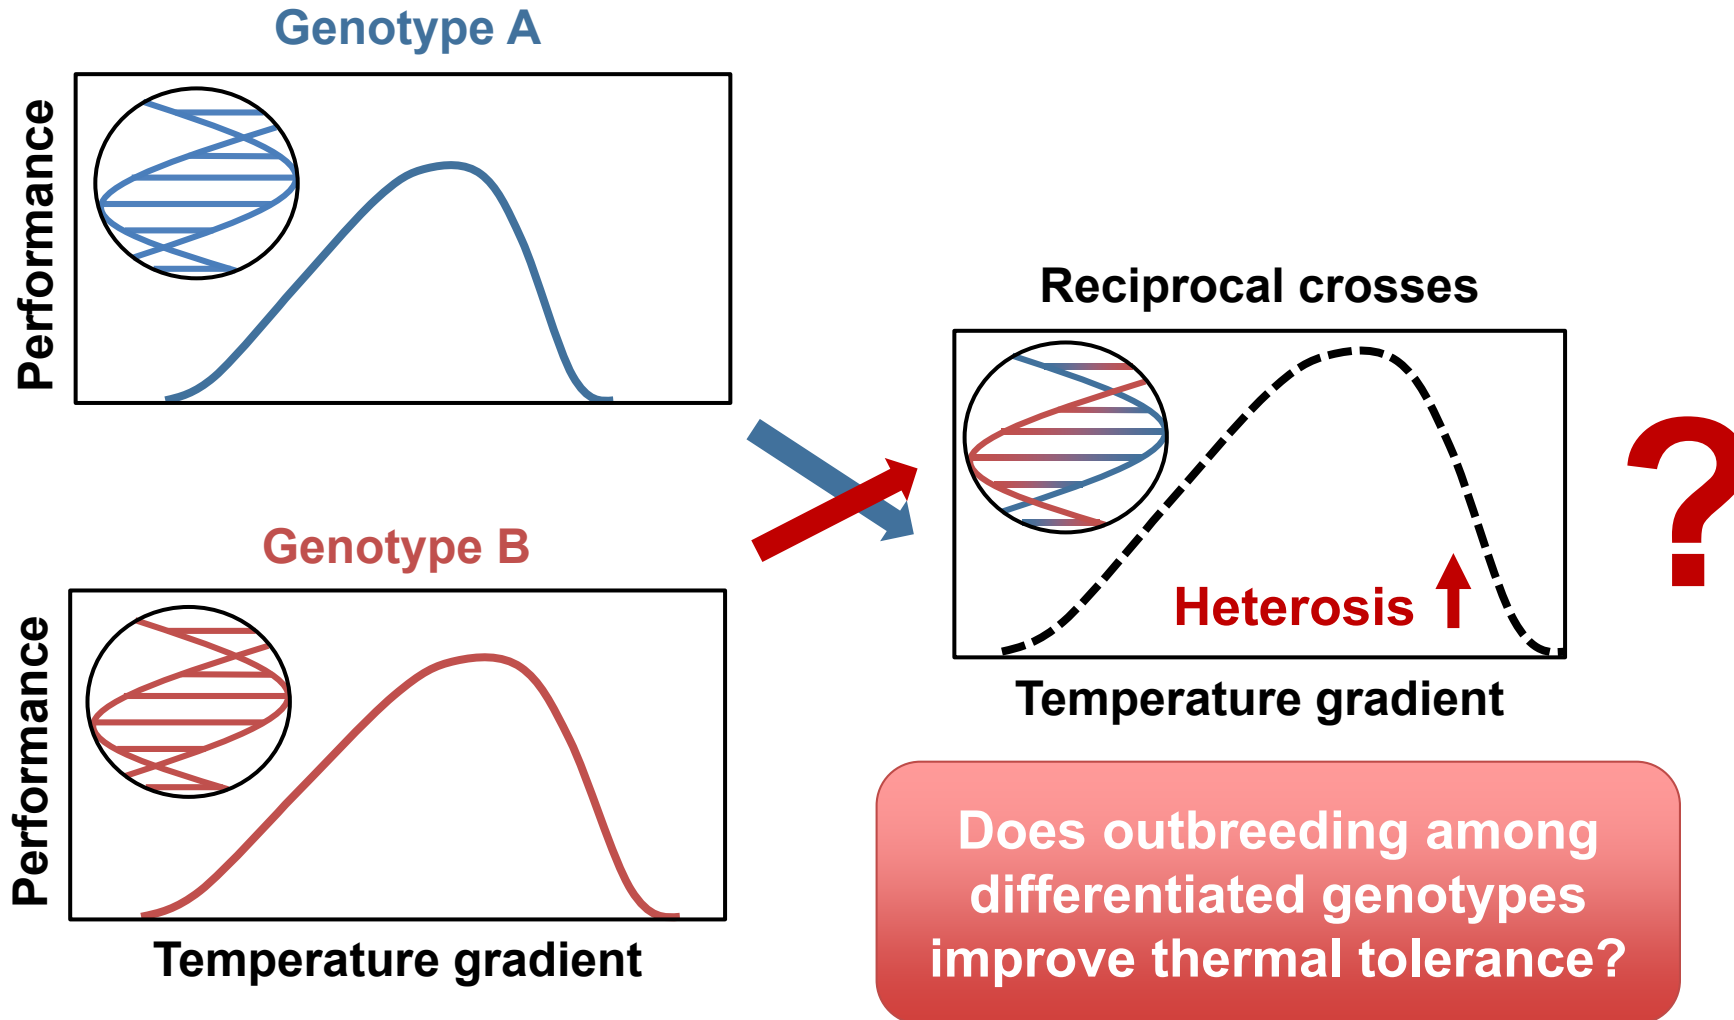 Genotype A
Performance
Genotype B
Performance
Temperature gradient
Reciprocal crosses
Heterosis
Temperature gradient
?
Does outbreeding among
differentiated genotypes
improve thermal tolerance?